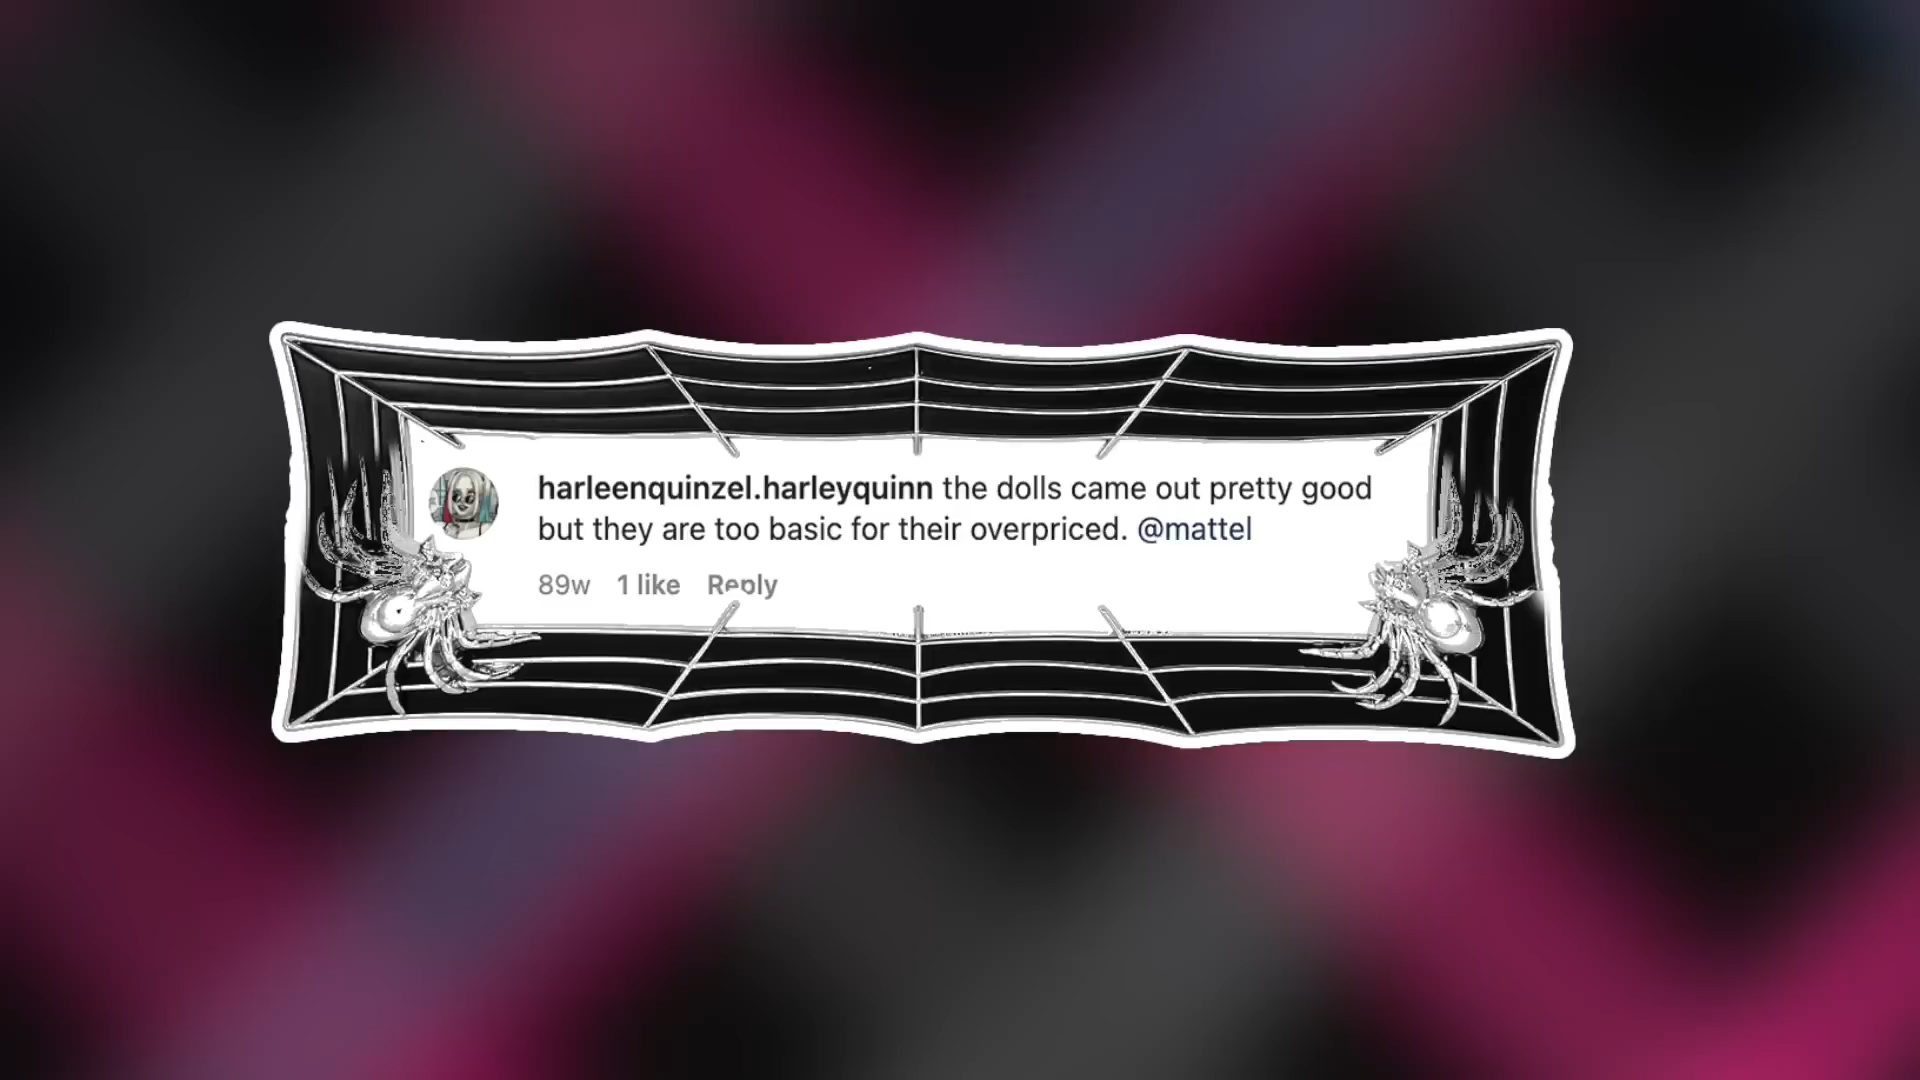 harleenquinzel.harleyquinn the dolls came out pretty good
but they are too basic for their overpriced. @mattel
89w 1 like Reply